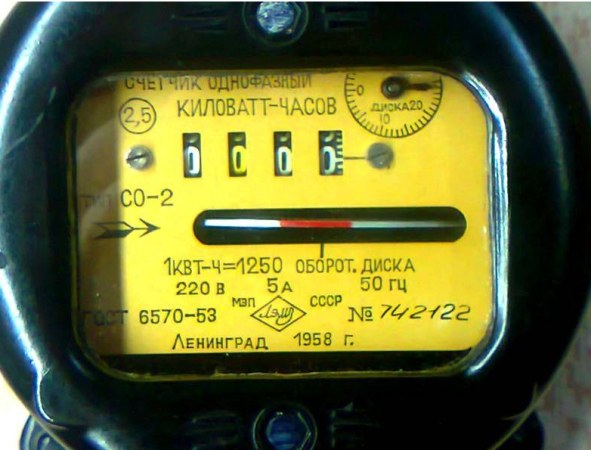 СЧЕТЧИК ОДНОФАЗНЫЙ
2,5 КИЛОВАТТ-ЧАСОВ
0 ДИСКА 20
10
0 0 0 0
ТИП СО-2
1КВТ-Ч=1250 ОБОРОТ. ДИСКА
220 В 5 А 50 ГЦ
МЭП ЛЭМЗ СССР
ГОСТ 6570-53 № 742122
ЛЕНИНГРАД 1958 Г.